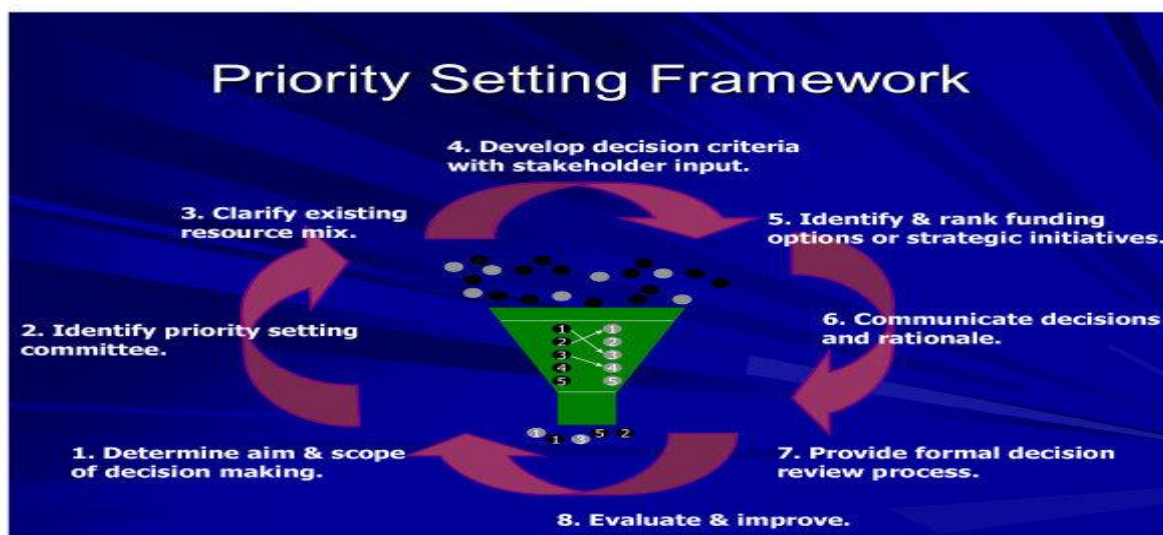 Priority Setting Framework
4. Develop decision criteria
with stakeholder input.
3. Clarify existing
resource mix.
5. Identify & rank funding
options or strategic initiatives.
2. Identify priority setting
committee.
6. Communicate decisions
and rationale.
1 1
2 2
3 3
4 4
5 5
1 1 3 5 2
1. Determine aim & scope
of decision making.
7. Provide formal decision
review process.
8. Evaluate & improve.